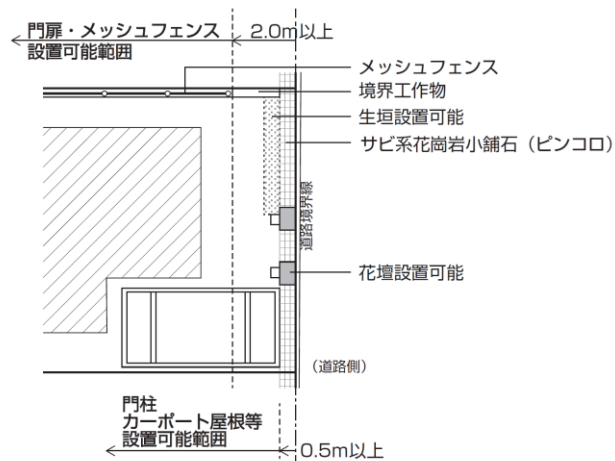 門扉・メッシュフェンス
設置可能範囲
2.0m以上
メッシュフェンス
境界工作物
生垣設置可能
サビ系花崗岩小舗石（ピンコロ）
道路境界線
花壇設置可能
（道路側）
門柱
カーポート屋根等
設置可能範囲
0.5m以上